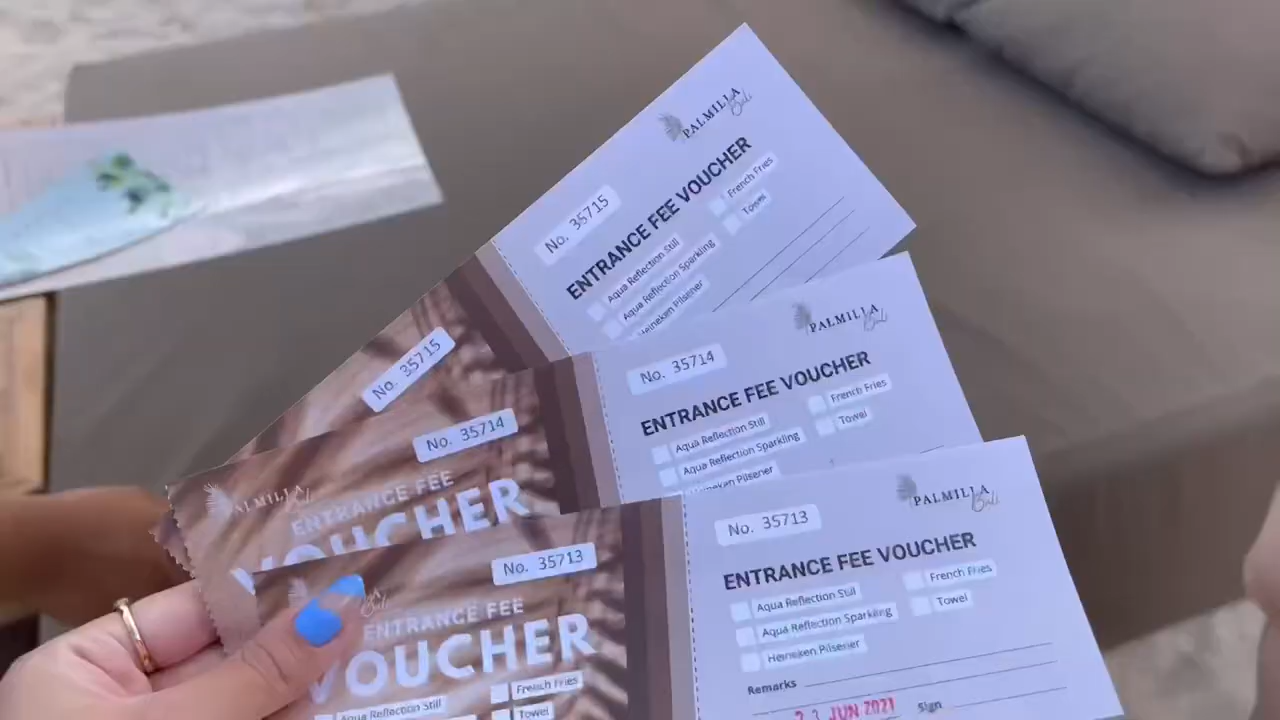 PALMILLA
Bali
No. 35715
ENTRANCE FEE VOUCHER
Aqua Reflection Still
Aqua Reflection Sparkling
Heineken Pilsener
French Fries
Towel
No. 35715
PALMILLA
Bali
No. 35714
ENTRANCE FEE VOUCHER
Aqua Reflection Still
Aqua Reflection Sparkling
Heineken Pilsener
French Fries
Towel
No. 35714
PALMILLA
ENTRANCE FEE
VOUCHER
PALMILLA
Bali
No. 35713
ENTRANCE FEE VOUCHER
Aqua Reflection Still
Aqua Reflection Sparkling
Heineken Pilsener
French Fries
Towel
Remarks
23 JUN 2021
Sign
No. 35713
ENTRANCE FEE
VOUCHER
Aqua Reflection Still
French Fries
Towel